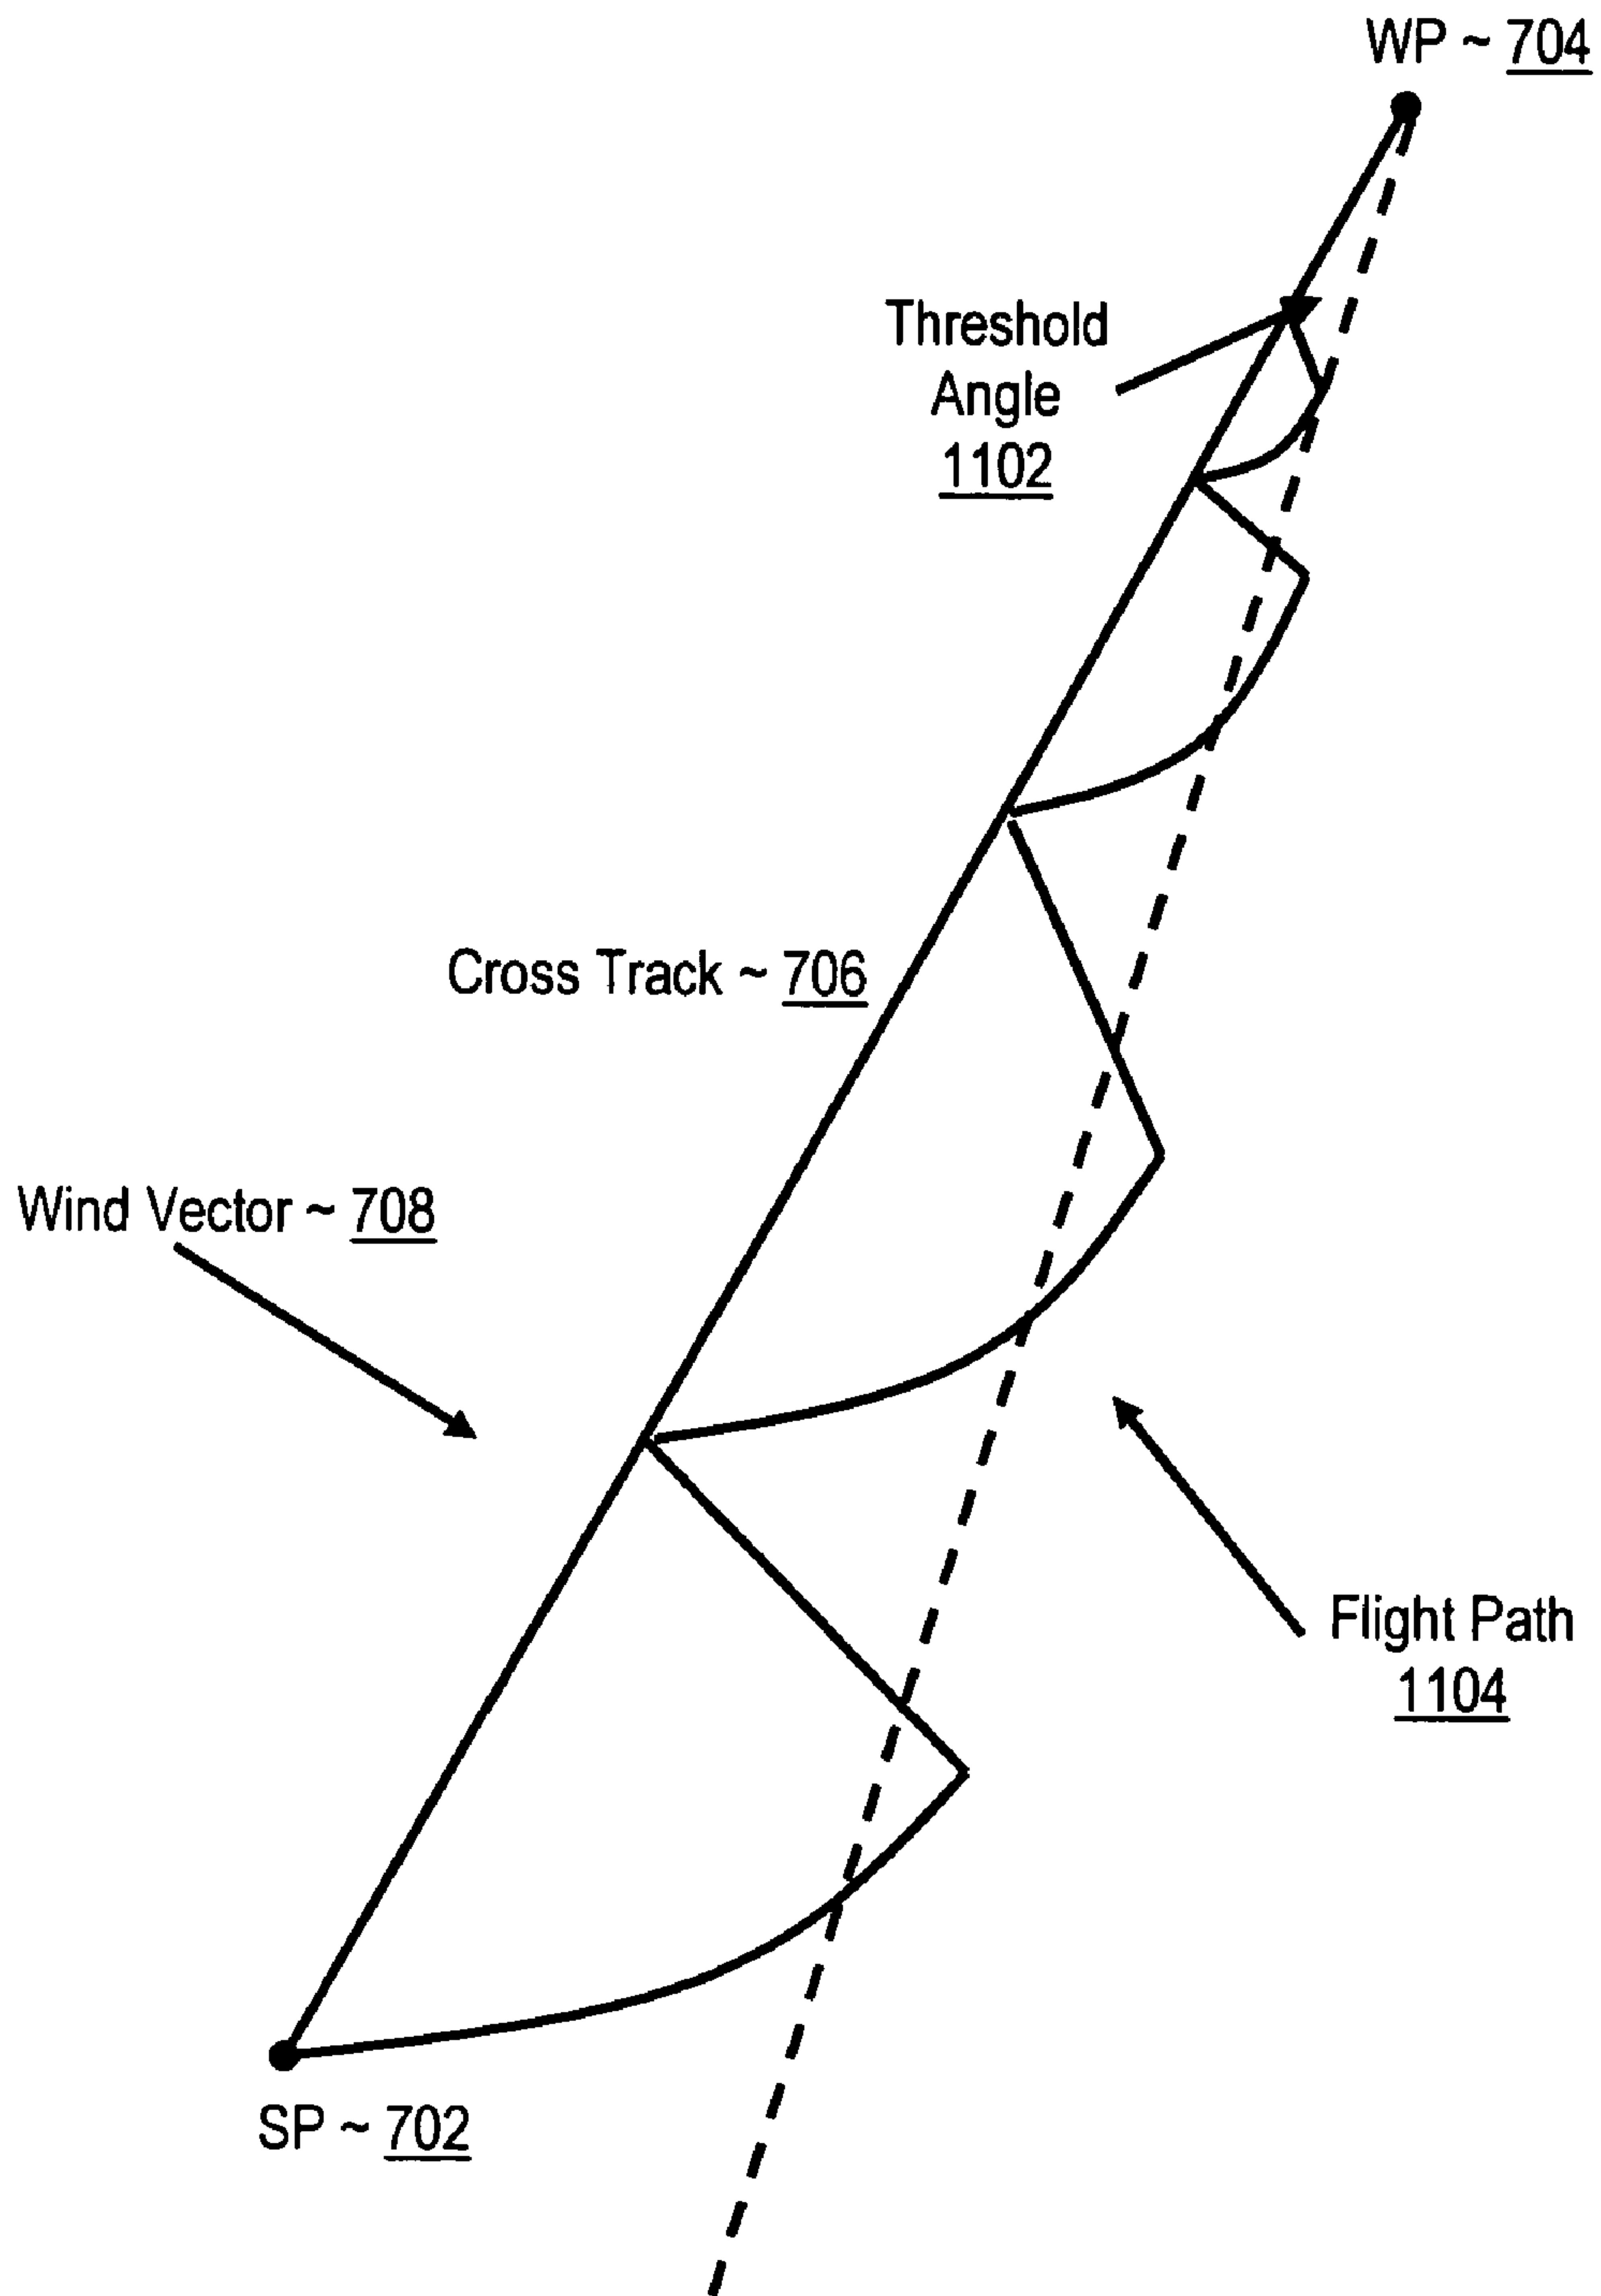 WP ~ 704
Threshold
Angle
1102
Cross Track ~ 706
Wind Vector ~ 708
Flight Path
1104
SP ~ 702